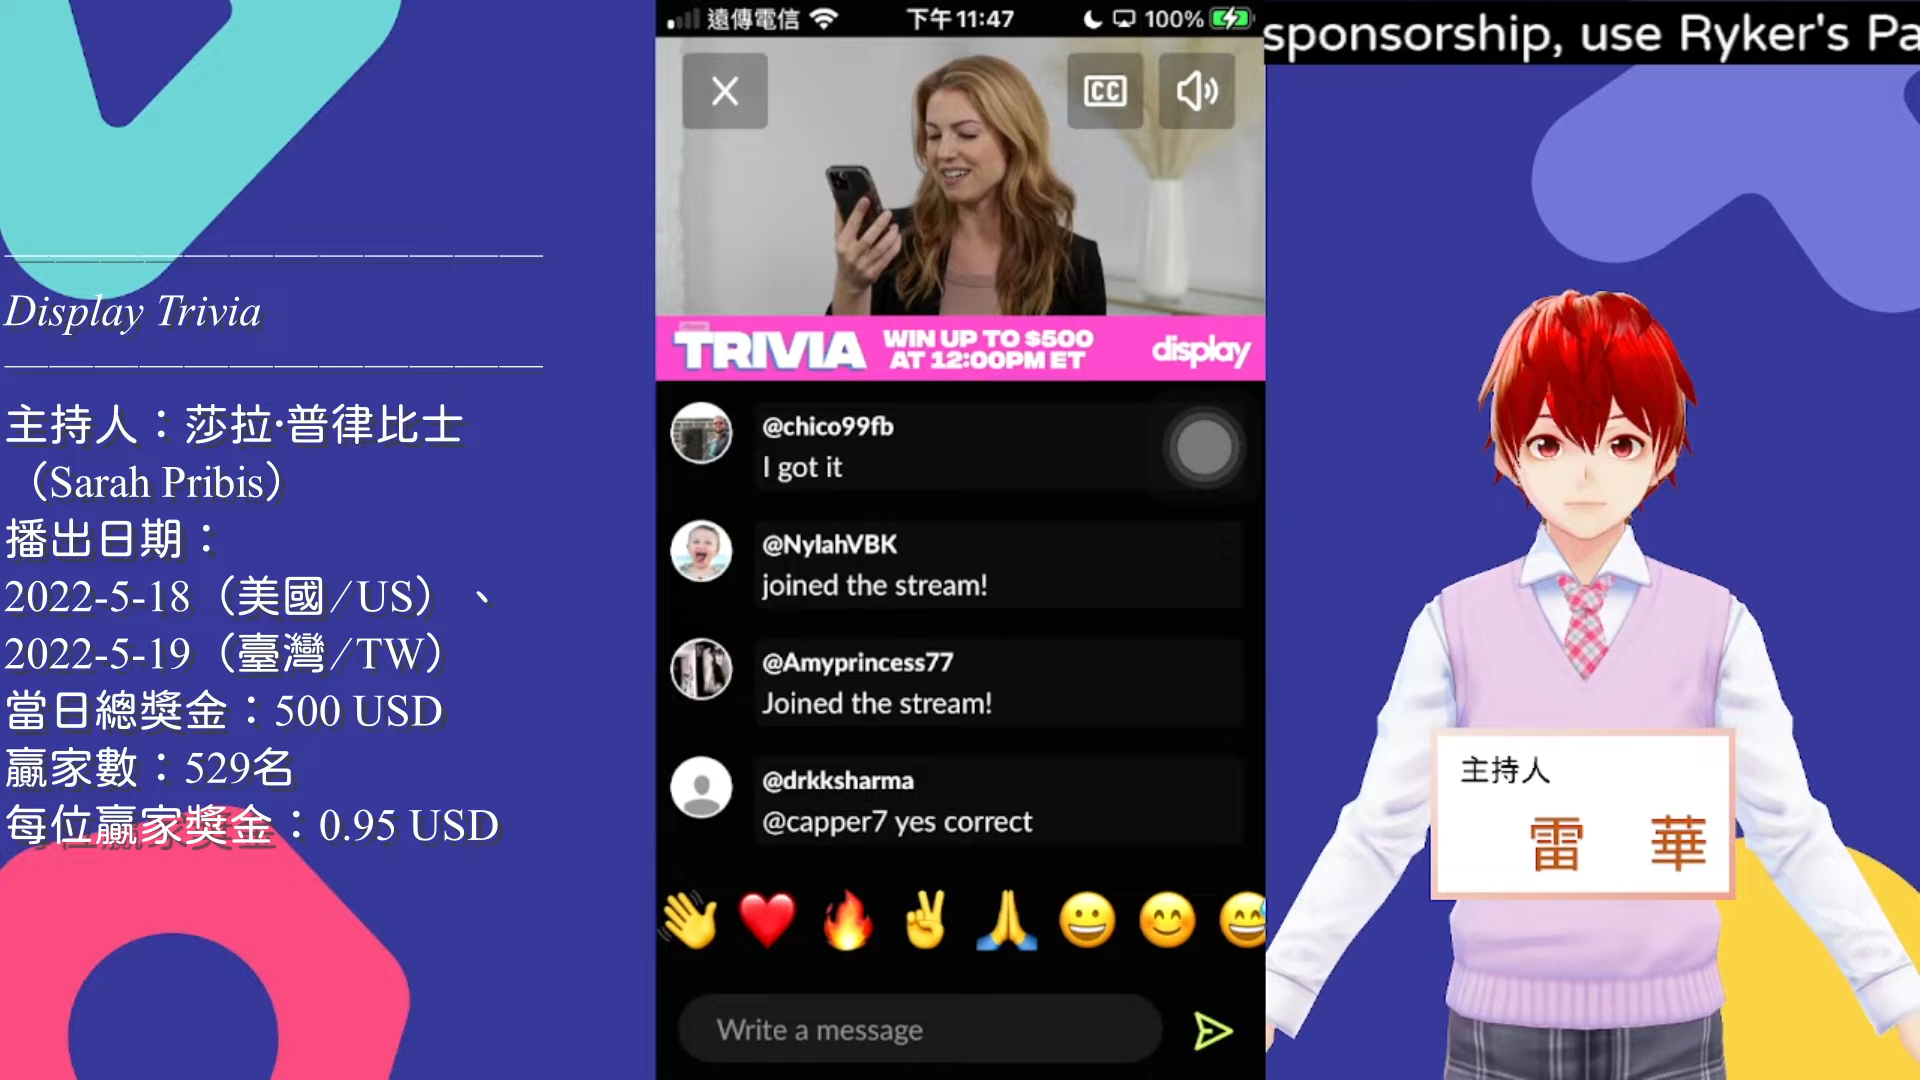 Display Trivia
主持人：莎拉·普律比士
（Sarah Pribis）
播出日期：
2022-5-18（美國/US）、
2022-5-19（臺灣/TW）
當日總獎金：500 USD
贏家數：529名
每位贏家獎金：0.95 USD
遠傳電信
下午11:47
100%
CC
TRIVIA
WIN UP TO $500
AT 12:00PM ET
display
@chico99fb
I got it
@NylahVBK
joined the stream!
@Amyprincess77
Joined the stream!
@drkksharma
@capper7 yes correct
Write a message
sponsorship, use Ryker's Pa
主持人
雷 華